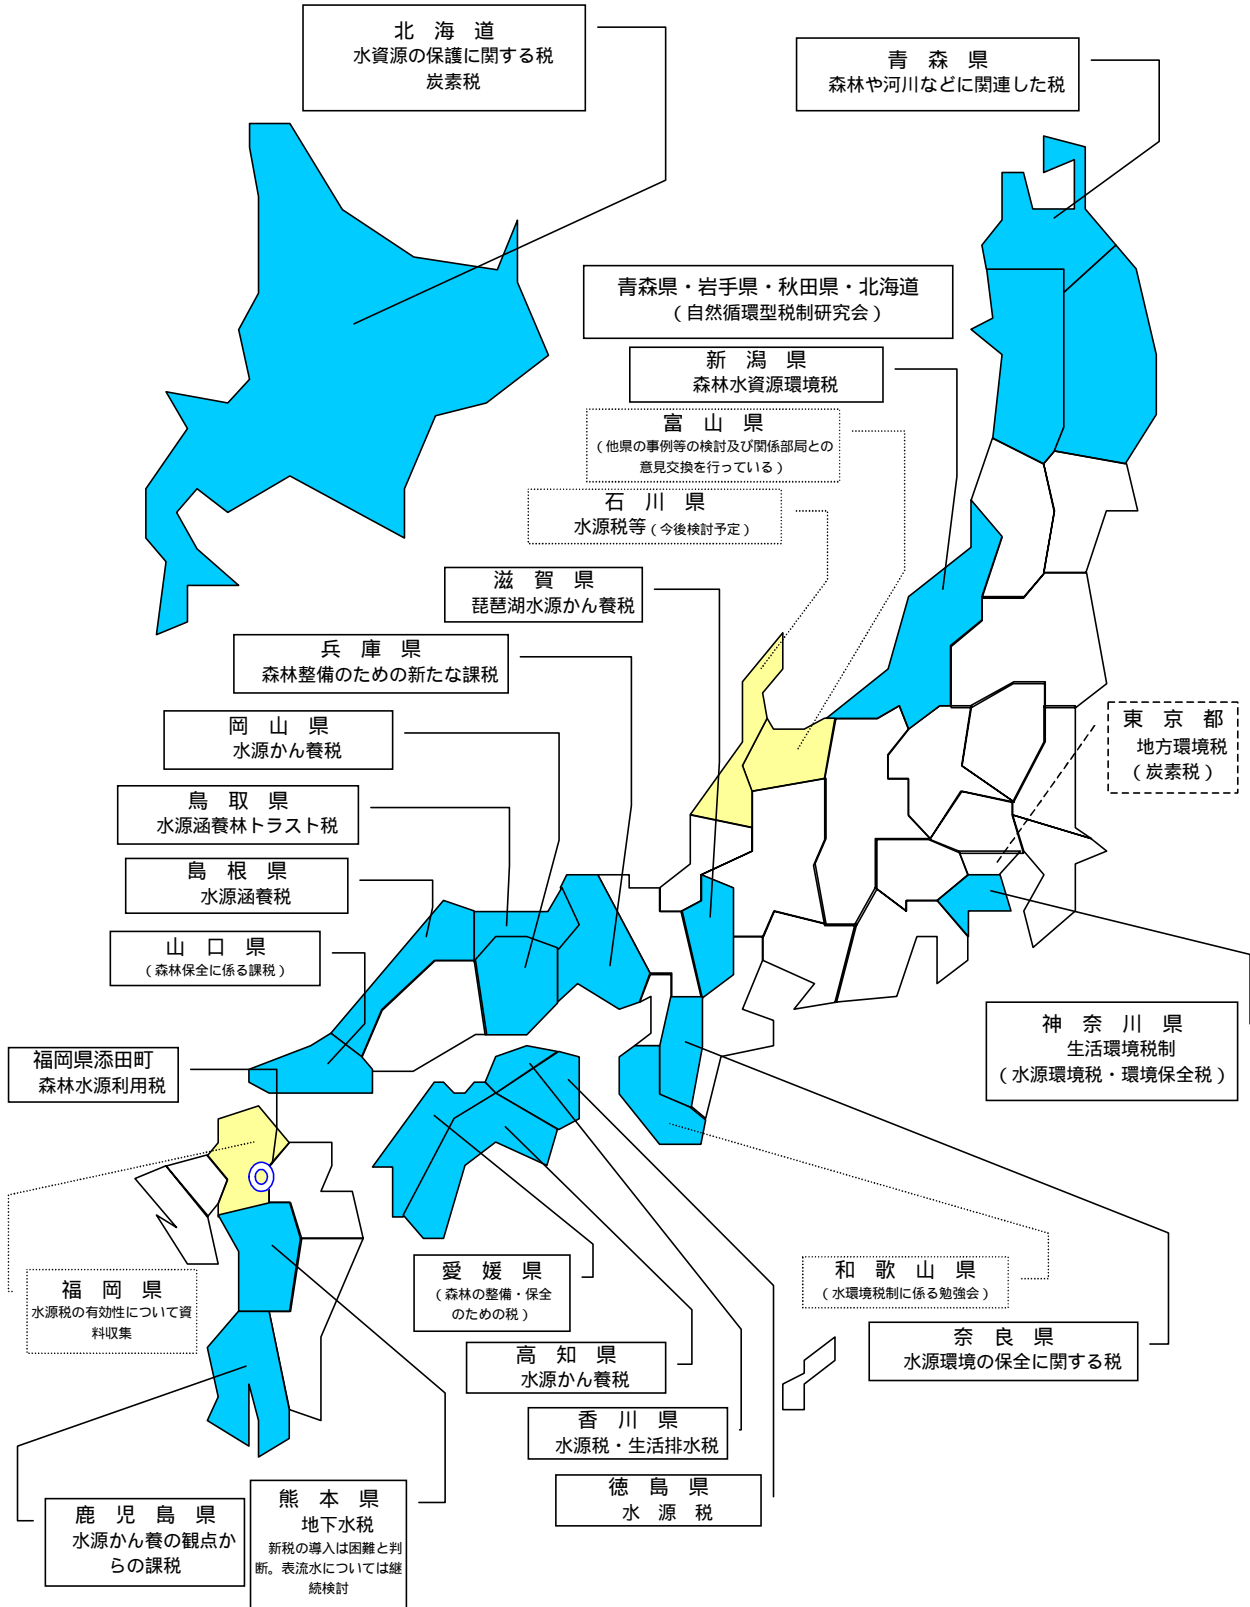 北海道
水資源の保護に関する税
炭素税
青森県
森林や河川などに関連した税
青森県・岩手県・秋田県・北海道
（自然循環型税制研究会）
新潟県
森林水資源環境税
富山県
（他県の事例等の検討及び関係部局との
意見交換を行っている）
石川県
水源税等（今後検討予定）
滋賀県
琵琶湖水源かん養税
兵庫県
森林整備のための新たな課税
岡山県
水源かん養税
東京都
地方環境税
（炭素税）
鳥取県
水源涵養林トラスト税
島根県
水源涵養税
山口県
（森林保全に係る課税）
神奈川県
生活環境税制
（水源環境税・環境保全税）
福岡県添田町
森林水源利用税
福岡県
水源税の有効性について資
料収集
愛媛県
（森林の整備・保全
のための税）
和歌山県
（水環境税制に係る勉強会）
奈良県
水源環境の保全に関する税
高知県
水源かん養税
香川県
水源税・生活排水税
徳島県
水源税
鹿児島県
水源かん養の観点か
らの課税
熊本県
地下水税
新税の導入は困難と判
断。表流水については継
続検討